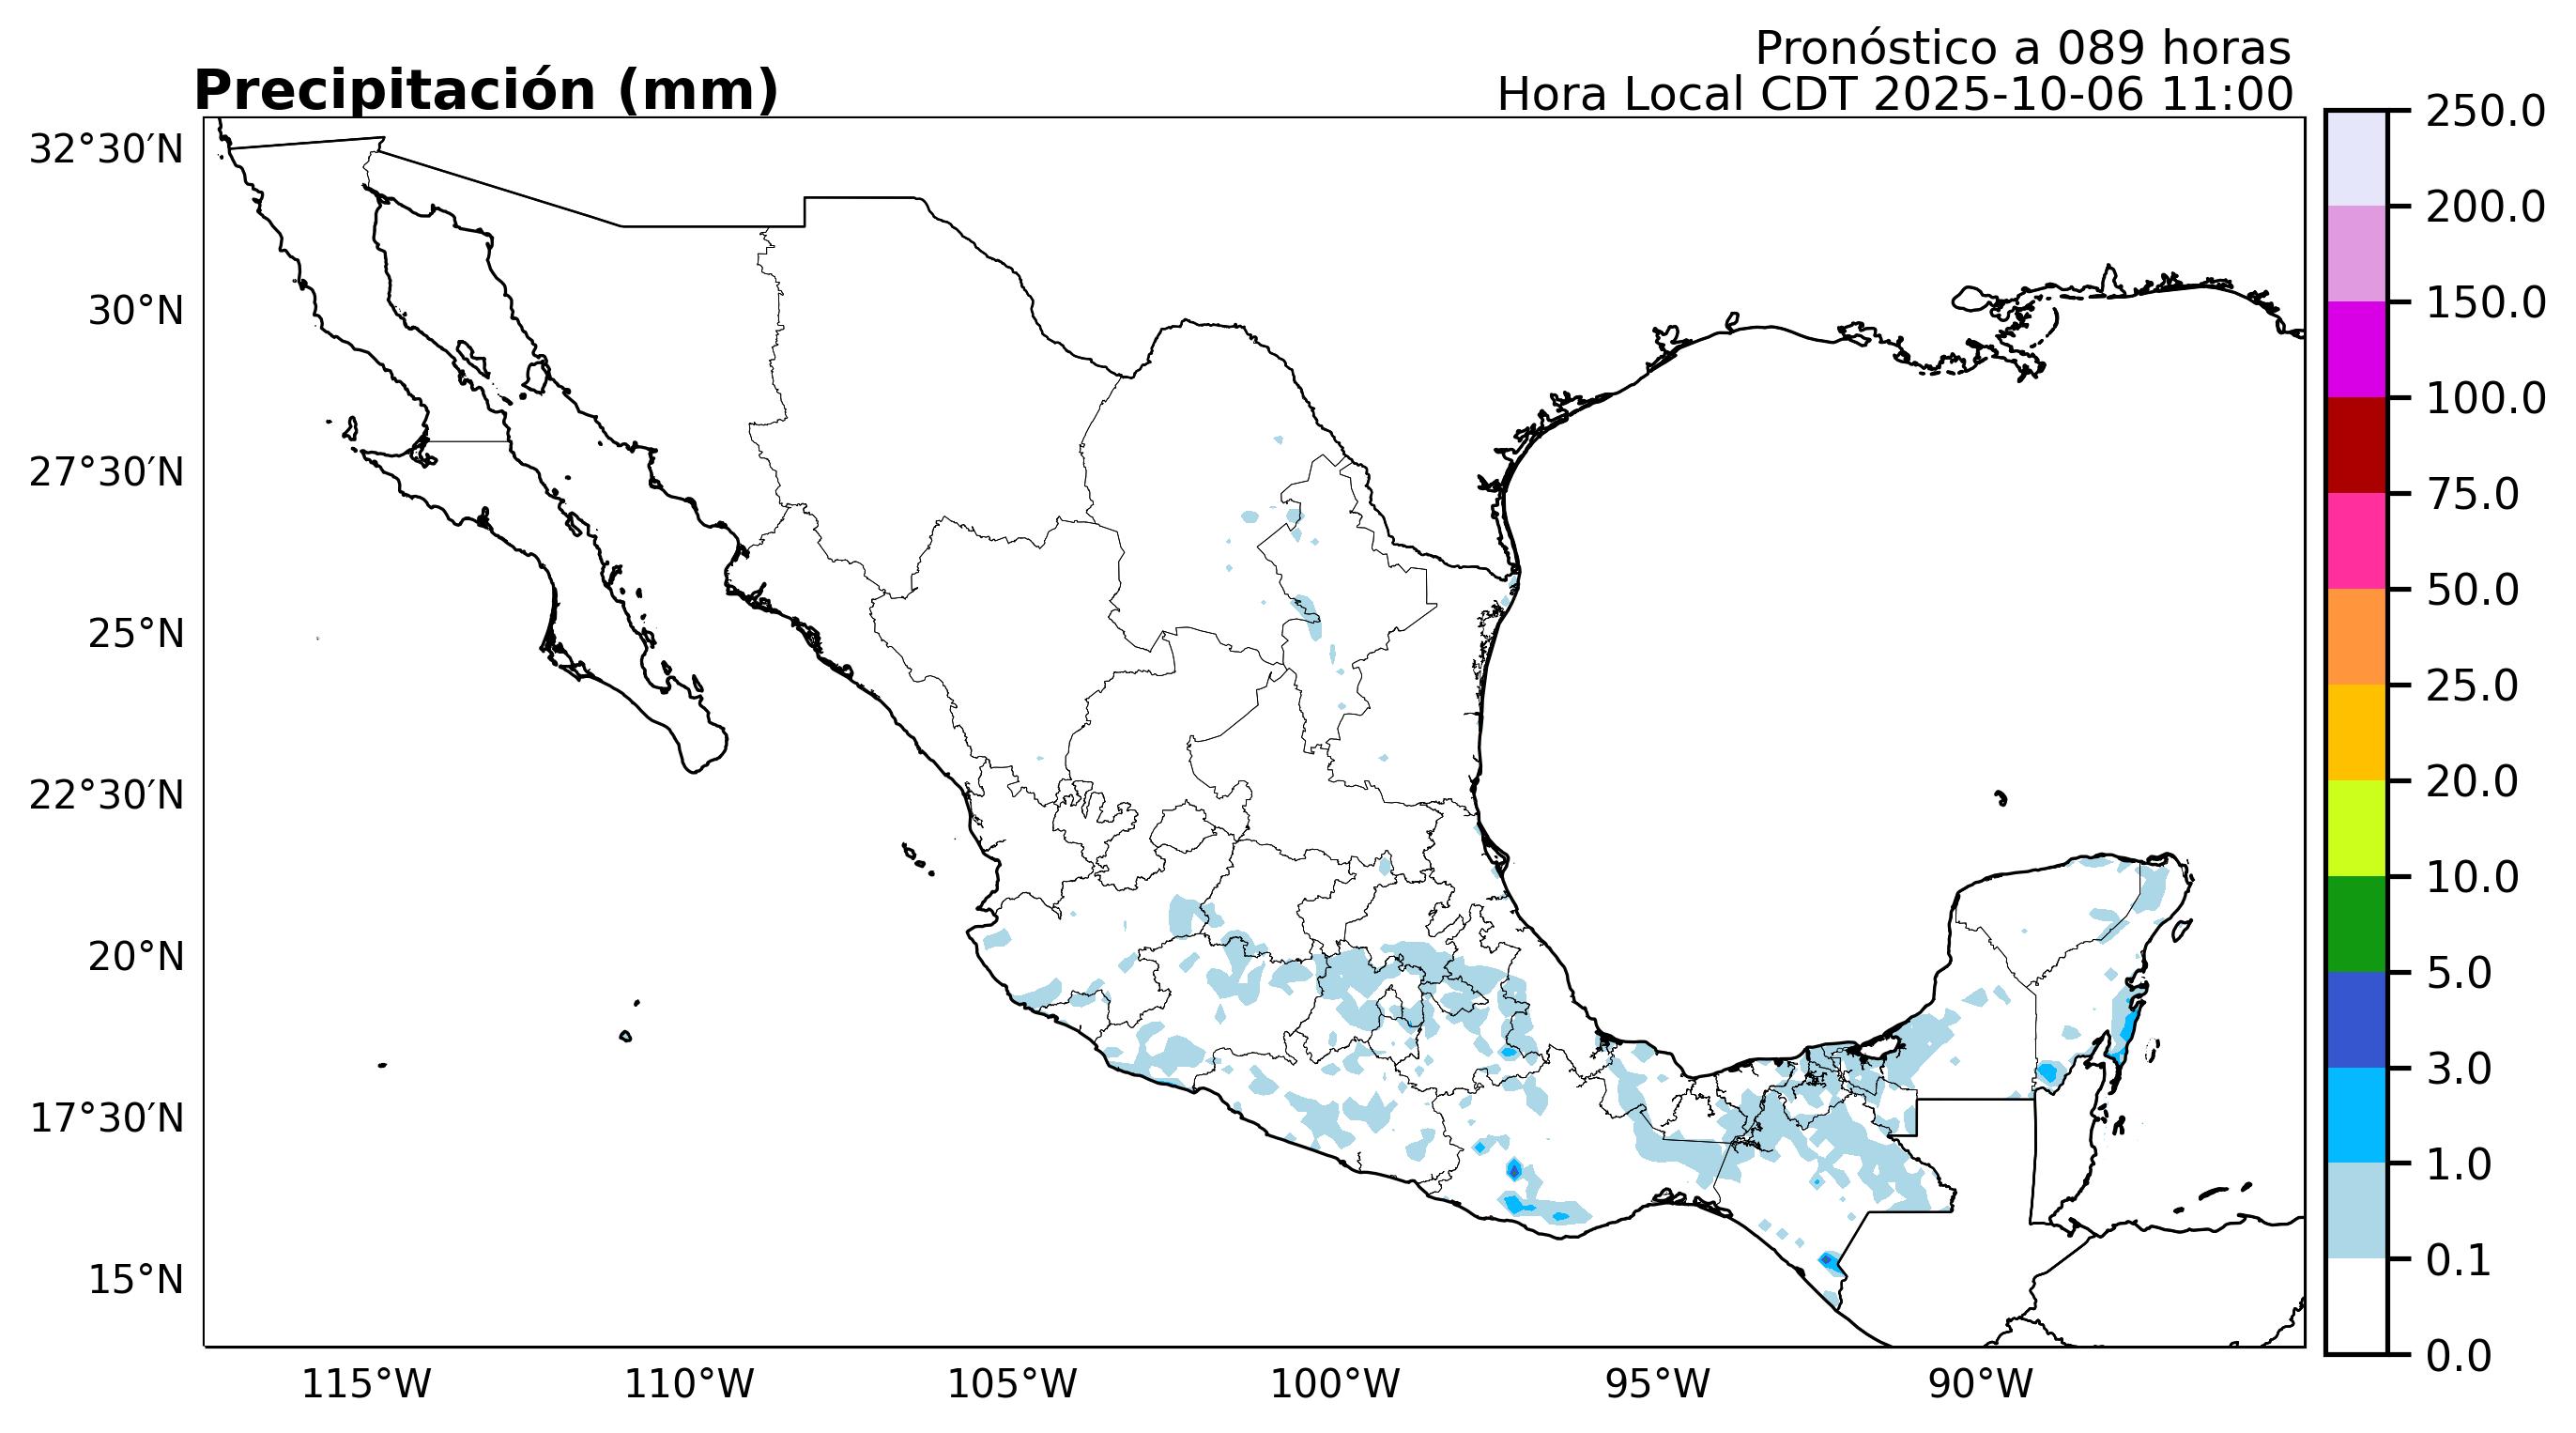 Pronóstico a 089 horas
Precipitación (mm)
Hora Local CDT 2025-10-06 11:00
32°30′N
30°N
27°30′N
25°N
22°30′N
20°N
17°30′N
15°N
115°W
110°W
105°W
100°W
95°W
90°W
250.0
200.0
150.0
100.0
75.0
50.0
25.0
20.0
10.0
5.0
3.0
1.0
0.1
0.0